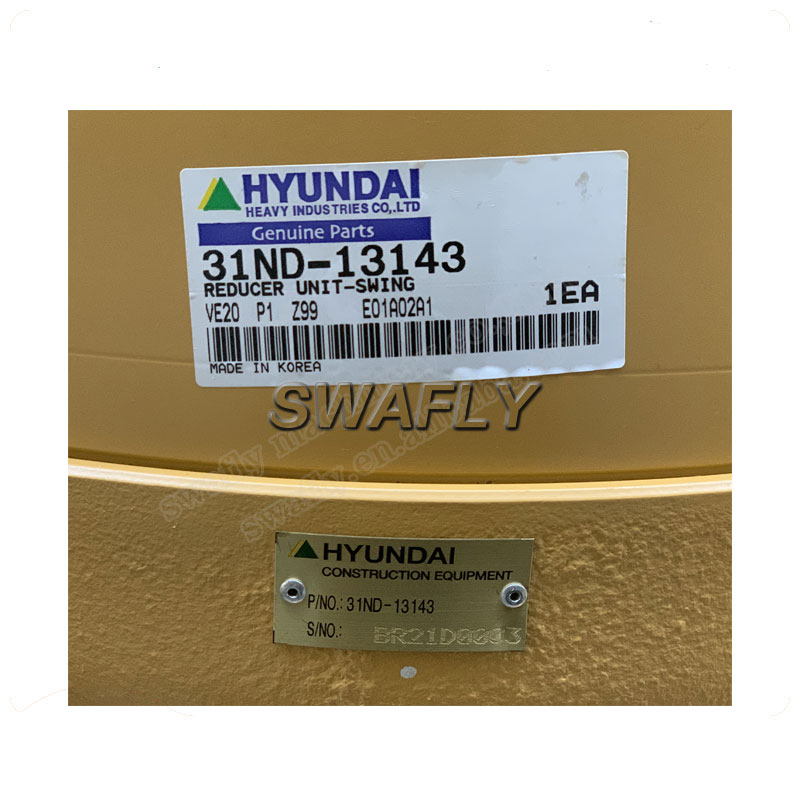 HYUNDAI
HEAVY INDUSTRIES CO,.LTD
Genuine Parts
31ND-13143
REDUCER UNIT-SWING
1EA
VE20 P1 Z99 E01A02A1
MADE IN KOREA
SWAFLY
HYUNDAI
CONSTRUCTION EQUIPMENT
P/NO.: 31ND-13143
S/NO.: BR21D0003